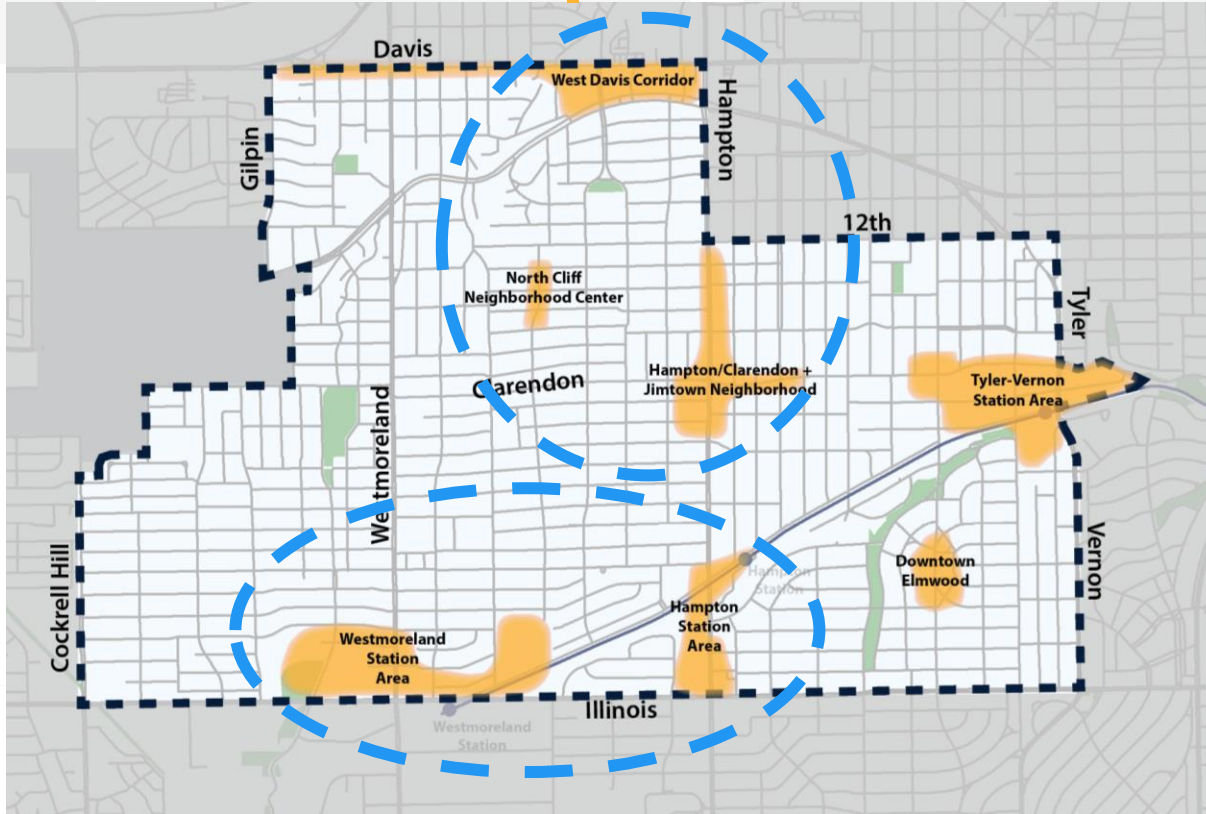 Davis
West Davis Corridor
Hampton
Gilpin
12th
North Cliff
Neighborhood Center
Tyler
Hampton/Clarendon +
Jimtown Neighborhood
Clarendon
Tyler-Vernon
Station Area
Westmoreland
Vernon
Downtown
Elmwood
Hampton
Station
Hampton
Station
Area
Cockrell Hill
Westmoreland
Station
Area
Illinois
Westmoreland
Station